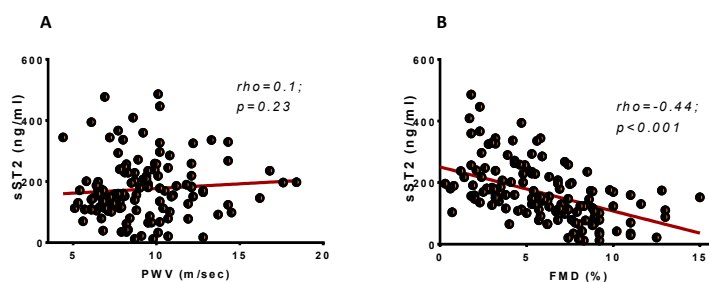 A
B
600
400
200
0
sST2 (ng/ml)
rho=0.1;
p=0.23
5
10
15
20
PWV (m/sec)
600
400
200
0
sST2 (ng/ml)
rho=-0.44;
p<0.001
0
5
10
15
FMD (%)